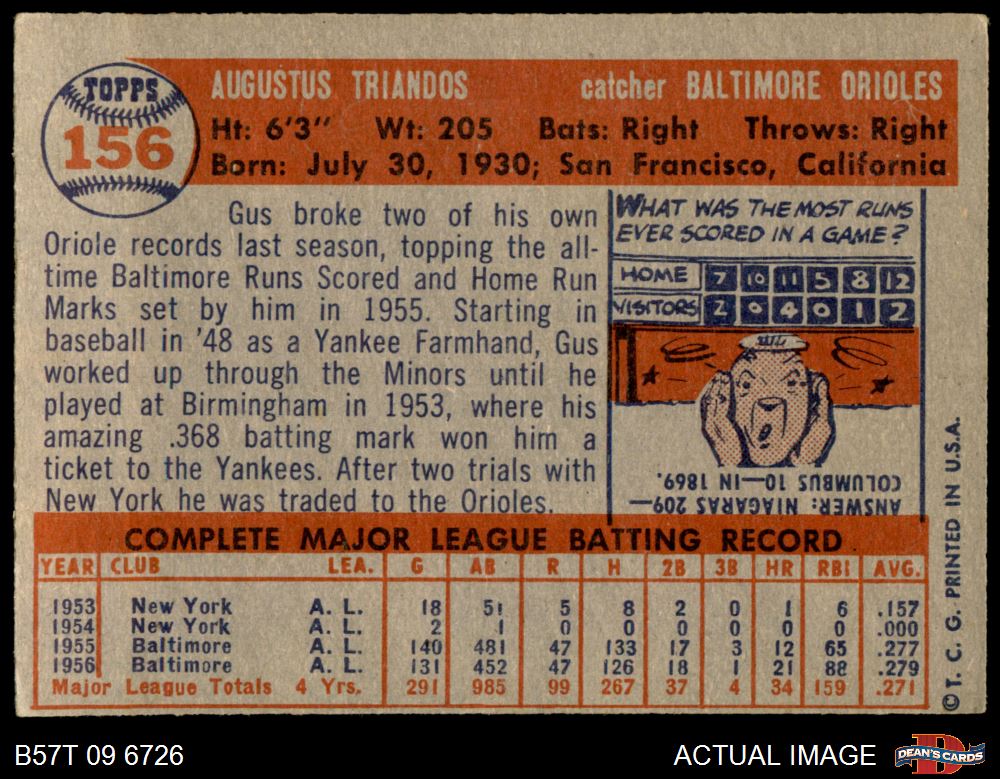 TOPPS
156
AUGUSTUS TRIANDOS catcher BALTIMORE ORIOLES
Ht: 6'3" Wt: 205 Bats: Right Throws: Right
Born: July 30, 1930; San Francisco, California
Gus broke two of his own
Oriole records last season, topping the all-
time Baltimore Runs Scored and Home Run
Marks set by him in 1955. Starting in
baseball in '48 as a Yankee Farmhand, Gus
worked up through the Minors until he
played at Birmingham in 1953, where his
amazing .368 batting mark won him a
ticket to the Yankees. After two trials with
New York he was traded to the Orioles.
WHAT WAS THE MOST RUNS
EVER SCORED IN A GAME?
HOME 7 10 11 5 8 12
VISITORS 2 0 4 0 1 2
ANSWER: NIAGARAS 209—
COLUMBUS 10—IN 1869.
COMPLETE MAJOR LEAGUE BATTING RECORD
YEAR CLUB LEA. G AB R H 2B 3B HR RBI AVG.
1953 New York A. L. 18 51 5 8 2 0 1 6 .157
1954 New York A. L. 2 1 0 0 0 0 0 0 .000
1955 Baltimore A. L. 140 481 47 133 17 3 12 65 .277
1956 Baltimore A. L. 131 452 47 126 18 1 21 88 .279
Major League Totals 4 Yrs. 291 985 99 267 37 4 34 159 .271
© T. C. G. PRINTED IN U.S.A.
B57T 09 6726 ACTUAL IMAGE
DEAN'S CARDS